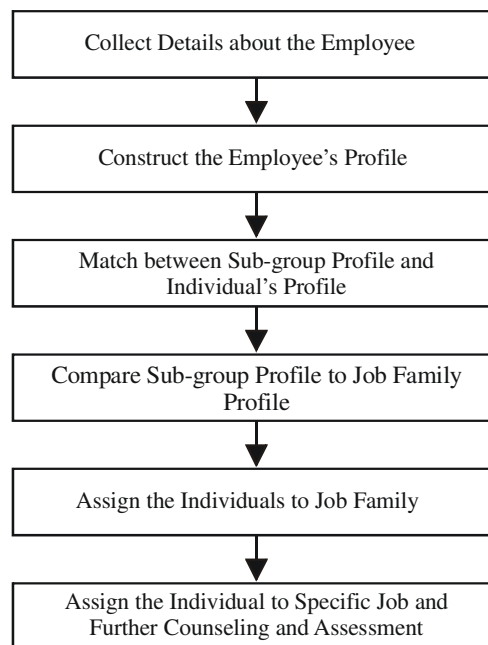 Collect Details about the Employee
Construct the Employee's Profile
Match between Sub-group Profile and
Individual's Profile
Compare Sub-group Profile to Job Family
Profile
Assign the Individuals to Job Family
Assign the Individual to Specific Job and
Further Counseling and Assessment